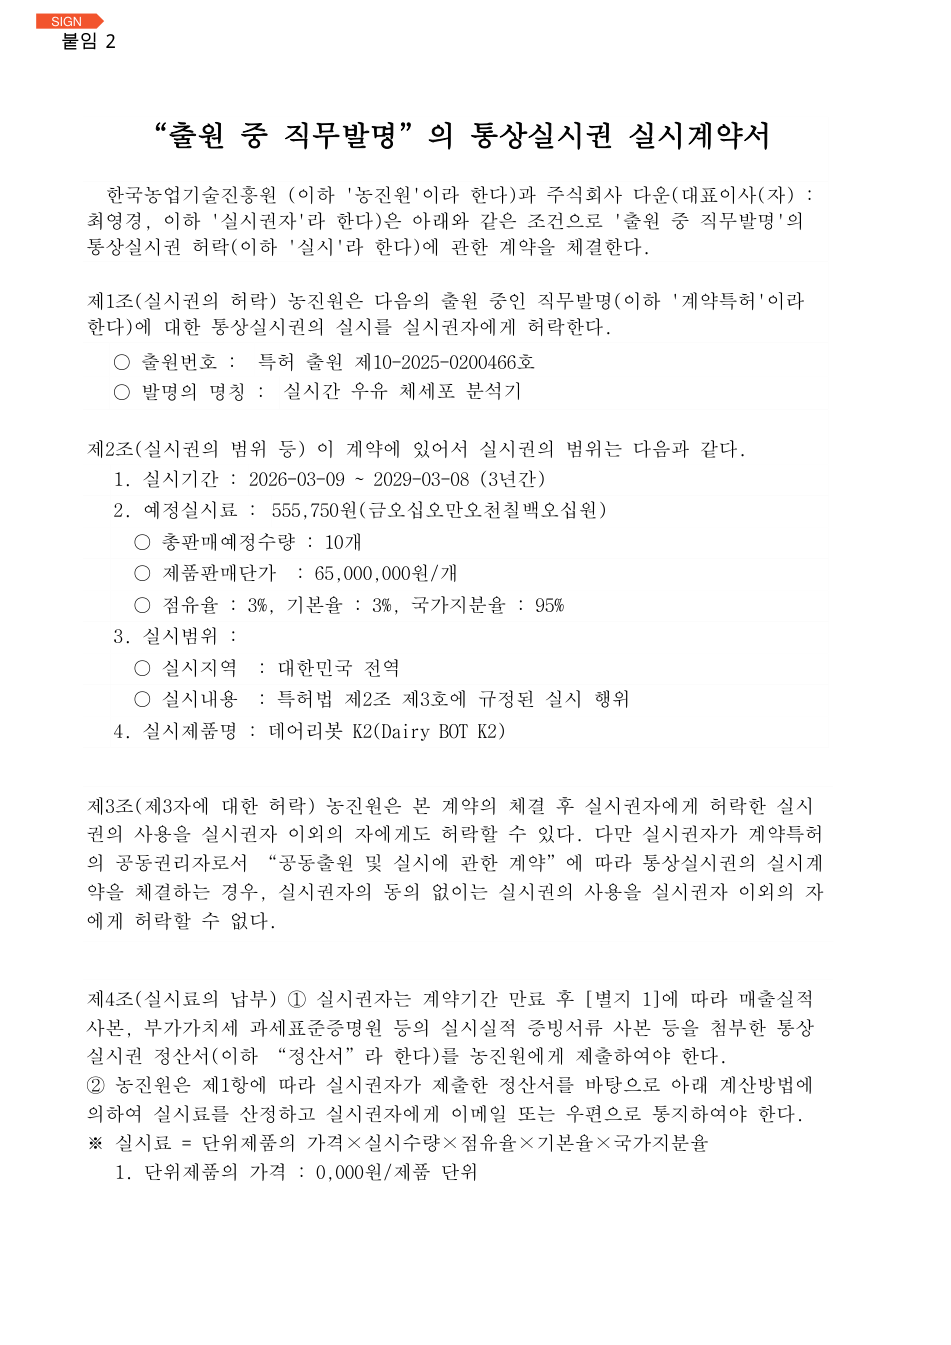 SIGN
붙임 2
“출원 중 직무발명”의 통상실시권 실시계약서
한국농업기술진흥원 (이하 '농진원'이라 한다)과 주식회사 다운(대표이사(자) :
최영경, 이하 '실시권자'라 한다)은 아래와 같은 조건으로 '출원 중 직무발명'의
통상실시권 허락(이하 '실시'라 한다)에 관한 계약을 체결한다.
제1조(실시권의 허락) 농진원은 다음의 출원 중인 직무발명(이하 '계약특허'이라
한다)에 대한 통상실시권의 실시를 실시권자에게 허락한다.
○ 출원번호 : 특허 출원 제10-2025-0200466호
○ 발명의 명칭 : 실시간 우유 체세포 분석기
제2조(실시권의 범위 등) 이 계약에 있어서 실시권의 범위는 다음과 같다.
1. 실시기간 : 2026-03-09 ~ 2029-03-08 (3년간)
2. 예정실시료 : 555,750원(금오십오만오천칠백오십원)
○ 총판매예정수량 : 10개
○ 제품판매단가 : 65,000,000원/개
○ 점유율 : 3%, 기본율 : 3%, 국가지분율 : 95%
3. 실시범위 :
○ 실시지역 : 대한민국 전역
○ 실시내용 : 특허법 제2조 제3호에 규정된 실시 행위
4. 실시제품명 : 데어리봇 K2(Dairy BOT K2)
제3조(제3자에 대한 허락) 농진원은 본 계약의 체결 후 실시권자에게 허락한 실시
권의 사용을 실시권자 이외의 자에게도 허락할 수 있다. 다만 실시권자가 계약특허
의 공동권리자로서 “공동출원 및 실시에 관한 계약”에 따라 통상실시권의 실시계
약을 체결하는 경우, 실시권자의 동의 없이는 실시권의 사용을 실시권자 이외의 자
에게 허락할 수 없다.
제4조(실시료의 납부) ① 실시권자는 계약기간 만료 후 [별지 1]에 따라 매출실적
사본, 부가가치세 과세표준증명원 등의 실시실적 증빙서류 사본 등을 첨부한 통상
실시권 정산서(이하 “정산서”라 한다)를 농진원에게 제출하여야 한다.
② 농진원은 제1항에 따라 실시권자가 제출한 정산서를 바탕으로 아래 계산방법에
의하여 실시료를 산정하고 실시권자에게 이메일 또는 우편으로 통지하여야 한다.
※ 실시료 = 단위제품의 가격×실시수량×점유율×기본율×국가지분율
1. 단위제품의 가격 : 0,000원/제품 단위